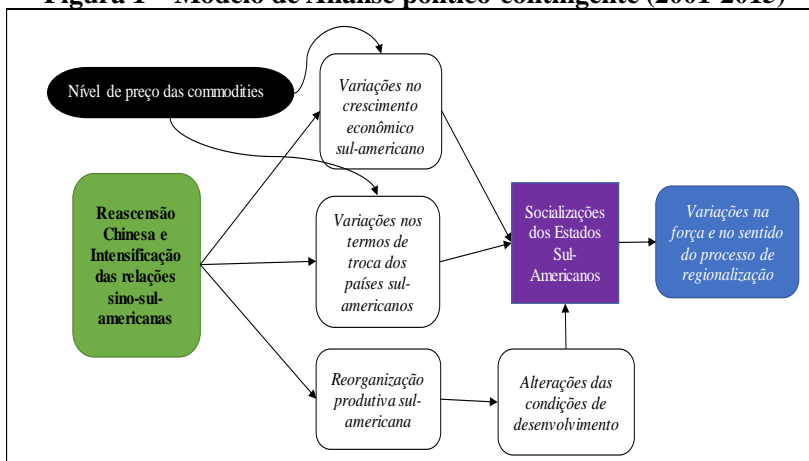 Figura 1 – Modelo de Análise político-contingente (2001-2015)
Nível de preço das commodities
Variações no
crescimento
econômico
sul-americano
Reascensão
Chinesa e
Intensificação
das relações
sino-sul-
americanas
Variações nos
termos de
troca dos
países sul-
americanos
Socializações
dos Estados
Sul-
Americanos
Variações na
força e no sentido
do processo de
regionalização
Reorganização
produtiva sul-
americana
Alterações das
condições de
desenvolvimento